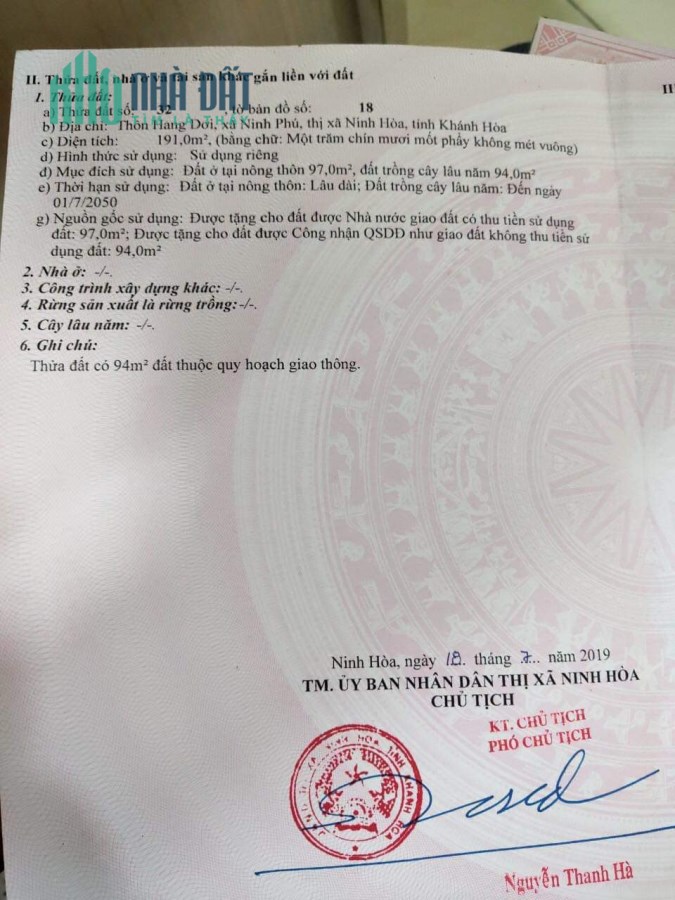 II. Thửa đất, nhà ở và tài sản khác gắn liền với đất
II
NHÀ ĐẤT
TÌM LÀ THẤY
1. Thửa đất:
a) Thửa đất số: 32 , tờ bản đồ số: 18
b) Địa chỉ: Thôn Hang Dơi, xã Ninh Phú, thị xã Ninh Hòa, tỉnh Khánh Hòa
c) Diện tích: 191,0m², (bằng chữ: Một trăm chín mươi mốt phẩy không mét vuông)
d) Hình thức sử dụng: Sử dụng riêng
đ) Mục đích sử dụng: Đất ở tại nông thôn 97,0m², đất trồng cây lâu năm 94,0m²
e) Thời hạn sử dụng: Đất ở tại nông thôn: Lâu dài; Đất trồng cây lâu năm: Đến ngày
01/7/2050
g) Nguồn gốc sử dụng: Được tặng cho đất được Nhà nước giao đất có thu tiền sử dụng
đất: 97,0m²; Được tặng cho đất được Công nhận QSDĐ như giao đất không thu tiền sử
dụng đất: 94,0m²
2. Nhà ở: -/-.
3. Công trình xây dựng khác: -/-.
4. Rừng sản xuất là rừng trồng: -/-.
5. Cây lâu năm: -/-.
6. Ghi chú:
Thửa đất có 94m² đất thuộc quy hoạch giao thông.
Ninh Hòa, ngày 18. tháng 7.. năm 2019
TM. ỦY BAN NHÂN DÂN THỊ XÃ NINH HÒA
CHỦ TỊCH
KT. CHỦ TỊCH
PHÓ CHỦ TỊCH
Nguyễn Thanh Hà